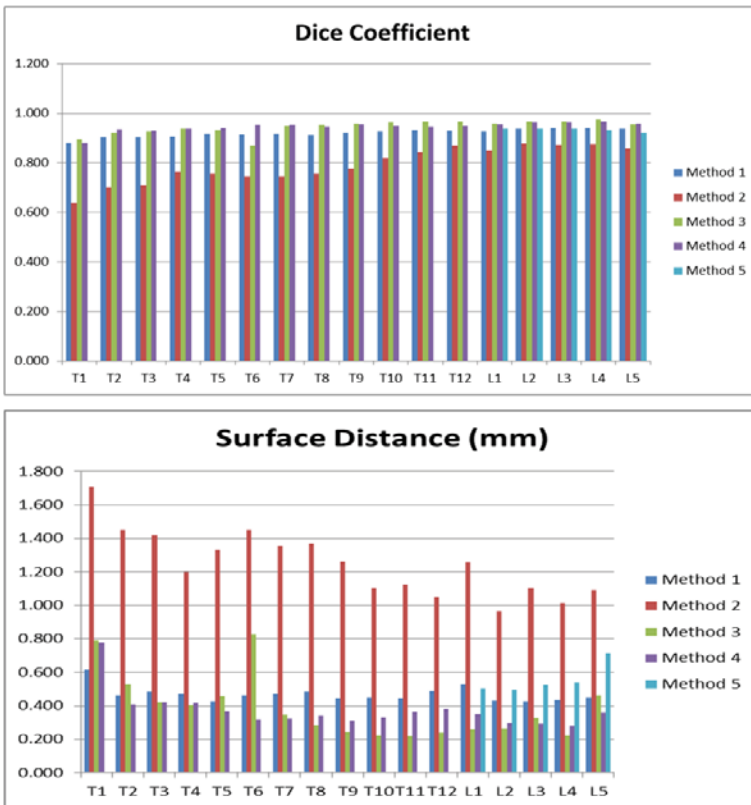 Dice Coefficient
1.200
1.000
0.800
0.600
0.400
0.200
0.000
T1 T2 T3 T4 T5 T6 T7 T8 T9 T10 T11 T12 L1 L2 L3 L4 L5
Method 1
Method 2
Method 3
Method 4
Method 5
Surface Distance (mm)
1.800
1.600
1.400
1.200
1.000
0.800
0.600
0.400
0.200
0.000
T1 T2 T3 T4 T5 T6 T7 T8 T9 T10 T11 T12 L1 L2 L3 L4 L5
Method 1
Method 2
Method 3
Method 4
Method 5